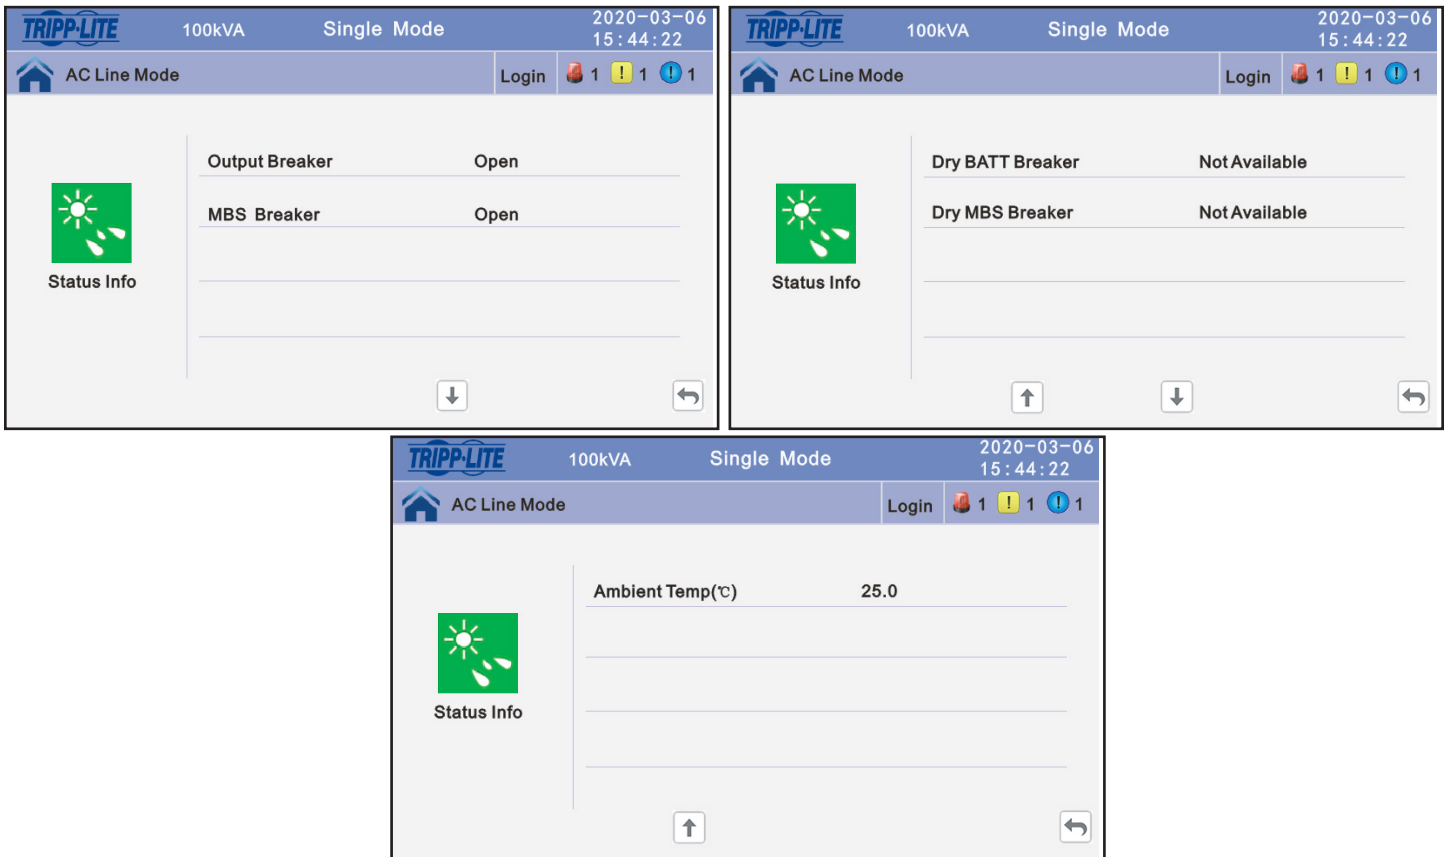 TRIPP·LITE 100kVA Single Mode 2020-03-06
15:44:22
AC Line Mode Login 1 ! 1 ! 1
Output Breaker Open
MBS Breaker Open
Status Info
TRIPP·LITE 100kVA Single Mode 2020-03-06
15:44:22
AC Line Mode Login 1 ! 1 ! 1
Dry BATT Breaker Not Available
Dry MBS Breaker Not Available
Status Info
TRIPP·LITE 100kVA Single Mode 2020-03-06
15:44:22
AC Line Mode Login 1 ! 1 ! 1
Ambient Temp(℃) 25.0
Status Info